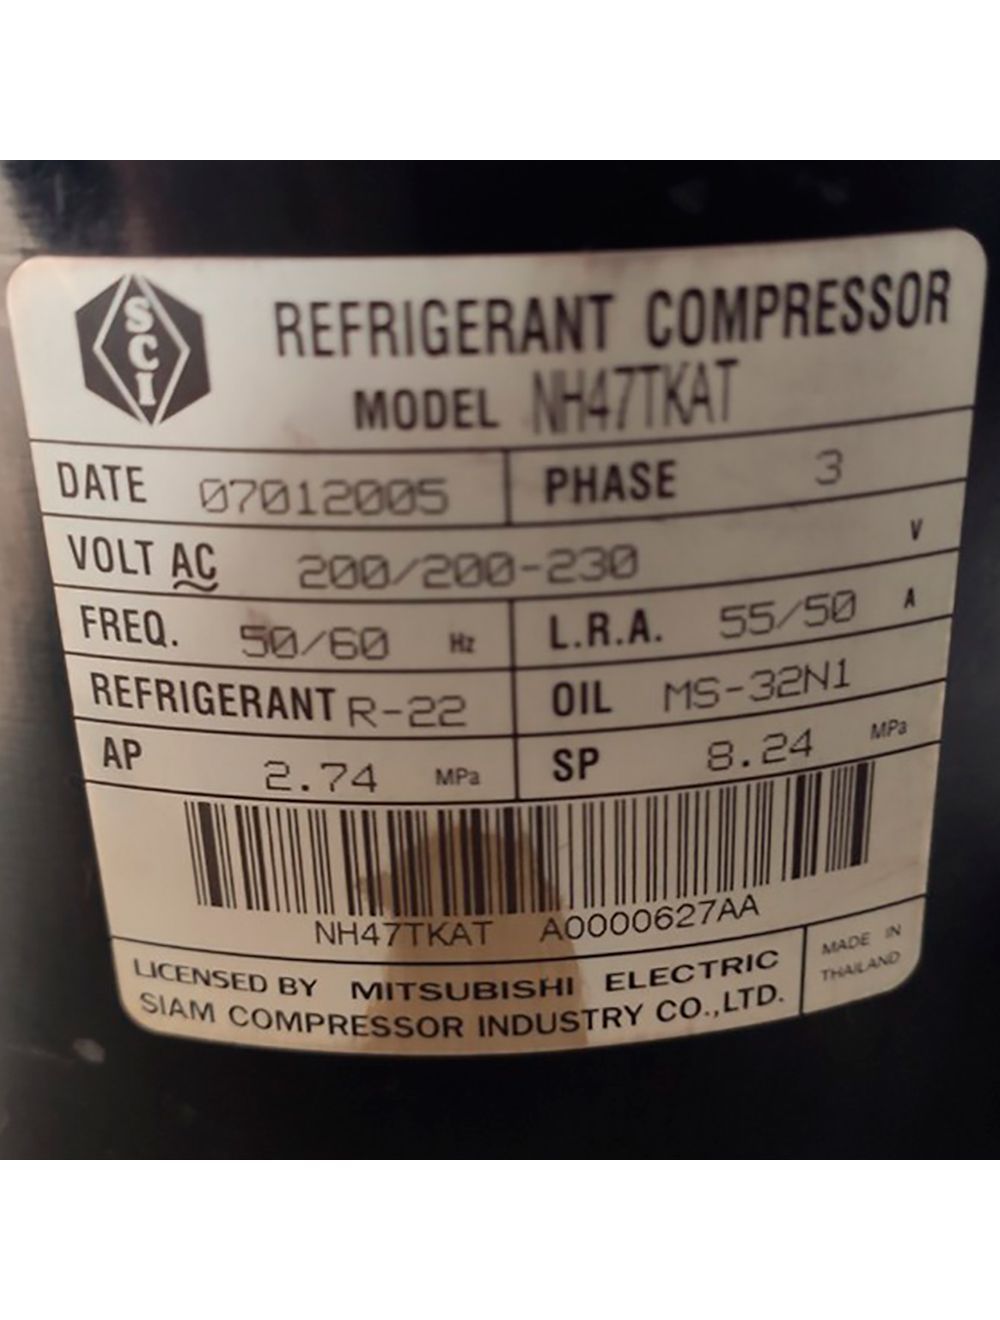 SCI
REFRIGERANT COMPRESSOR
MODEL NH47TKAT
DATE 07012005 PHASE 3
VOLT AC 200/200-230 V
FREQ. 50/60 Hz L.R.A. 55/50 A
REFRIGERANT R-22 OIL MS-32N1
AP 2.74 MPa SP 8.24 MPa
NH47TKAT A0000627AA
LICENSED BY MITSUBISHI ELECTRIC MADE IN
SIAM COMPRESSOR INDUSTRY CO.,LTD. THAILAND